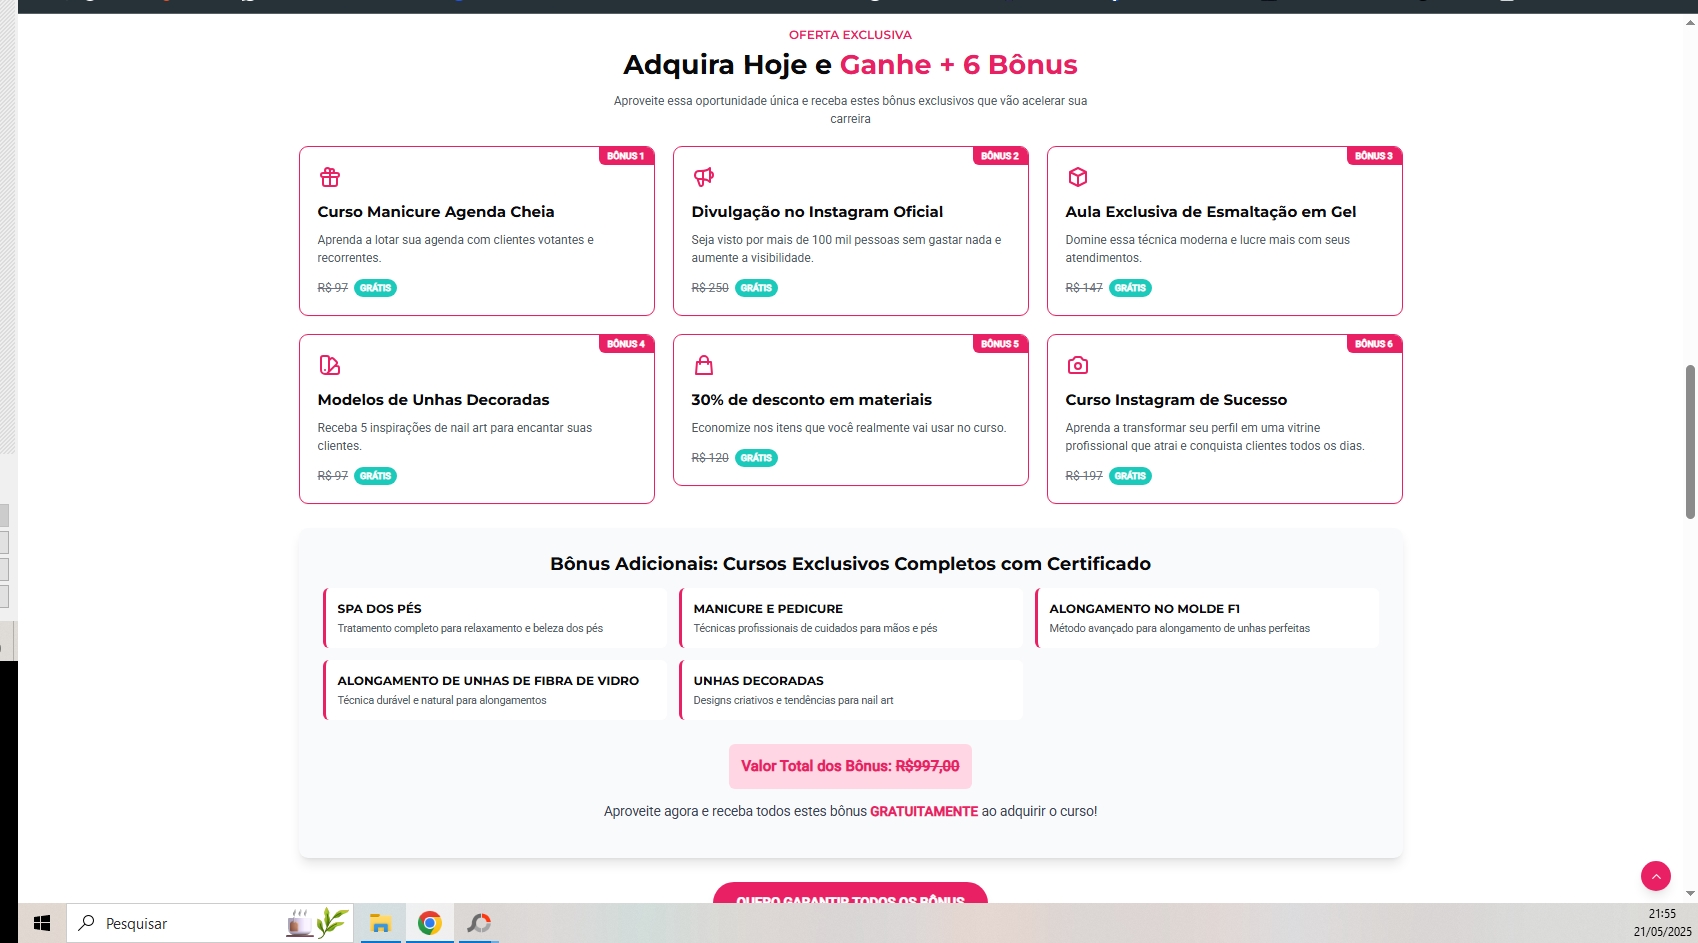 OFERTA EXCLUSIVA
Adquira Hoje e Ganhe + 6 Bônus
Aproveite essa oportunidade única e receba estes bônus exclusivos que vão acelerar sua
carreira
BÔNUS 1
Curso Manicure Agenda Cheia
Aprenda a lotar sua agenda com clientes votantes e
recorrentes.
R$ 97 GRÁTIS
BÔNUS 2
Divulgação no Instagram Oficial
Seja visto por mais de 100 mil pessoas sem gastar nada e
aumente a visibilidade.
R$ 250 GRÁTIS
BÔNUS 3
Aula Exclusiva de Esmaltação em Gel
Domine essa técnica moderna e lucre mais com seus
atendimentos.
R$ 147 GRÁTIS
BÔNUS 4
Modelos de Unhas Decoradas
Receba 5 inspirações de nail art para encantar suas
clientes.
R$ 97 GRÁTIS
BÔNUS 5
30% de desconto em materiais
Economize nos itens que você realmente vai usar no curso.
R$ 120 GRÁTIS
BÔNUS 6
Curso Instagram de Sucesso
Aprenda a transformar seu perfil em uma vitrine
profissional que atrai e conquista clientes todos os dias.
R$ 197 GRÁTIS
Bônus Adicionais: Cursos Exclusivos Completos com Certificado
SPA DOS PÉS
Tratamento completo para relaxamento e beleza dos pés
MANICURE E PEDICURE
Técnicas profissionais de cuidados para mãos e pés
ALONGAMENTO NO MOLDE F1
Método avançado para alongamento de unhas perfeitas
ALONGAMENTO DE UNHAS DE FIBRA DE VIDRO
Técnica durável e natural para alongamentos
UNHAS DECORADAS
Designs criativos e tendências para nail art
Valor Total dos Bônus: R$997,00
Aproveite agora e receba todos estes bônus GRATUITAMENTE ao adquirir o curso!
QUERO GARANTIR TODOS OS BÔNUS
Pesquisar
21:55
21/05/2025